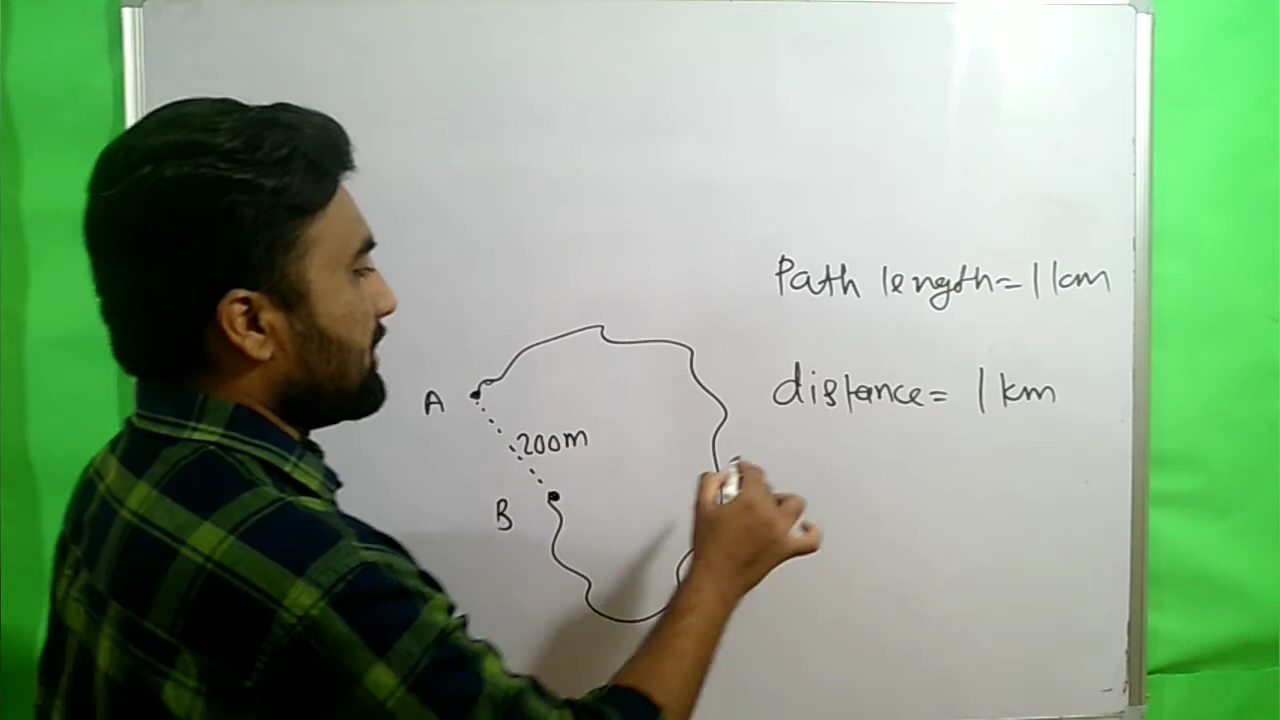 Path length = 1 km
distance = 1 km
A
200m
B